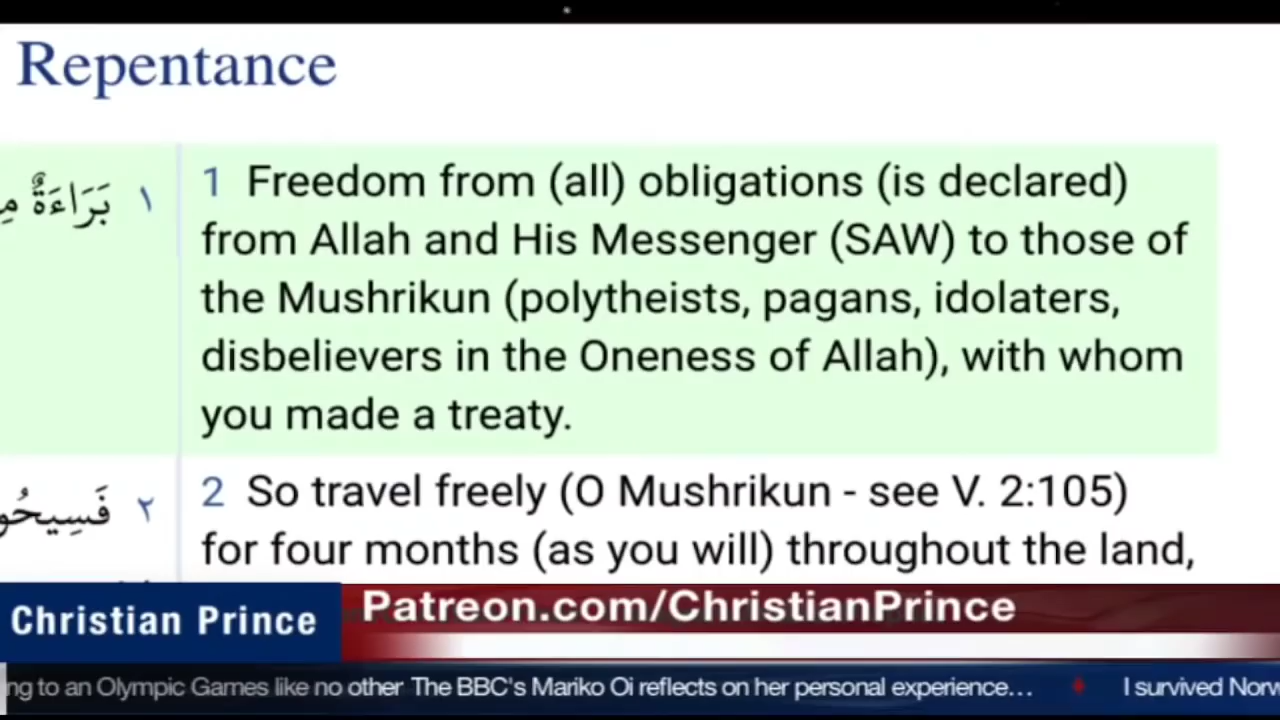 Repentance
١ بَرَاءَةٌ
1 Freedom from (all) obligations (is declared)
from Allah and His Messenger (SAW) to those of
the Mushrikun (polytheists, pagans, idolaters,
disbelievers in the Oneness of Allah), with whom
you made a treaty.
٢
2 So travel freely (O Mushrikun - see V. 2:105)
for four months (as you will) throughout the land,
Christian Prince
Patreon.com/ChristianPrince
ng to an Olympic Games like no other The BBC's Mariko Oi reflects on her personal experience... I survived Norw